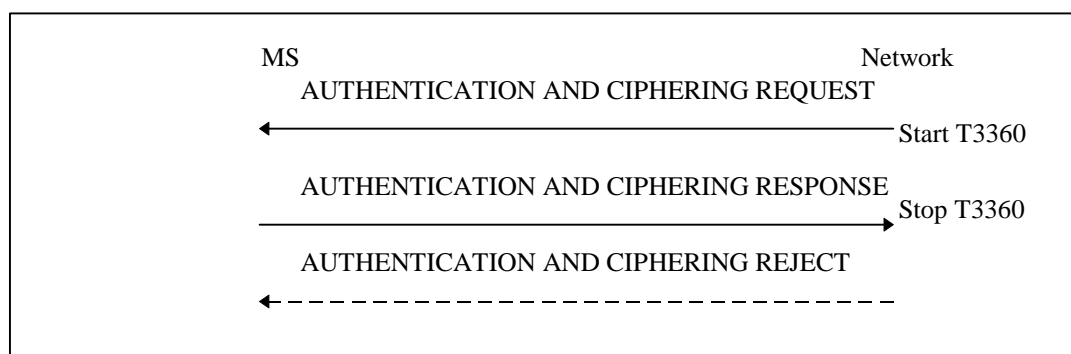 MS Network
AUTHENTICATION AND CIPHERING REQUEST
Start T3360
AUTHENTICATION AND CIPHERING RESPONSE
Stop T3360
AUTHENTICATION AND CIPHERING REJECT